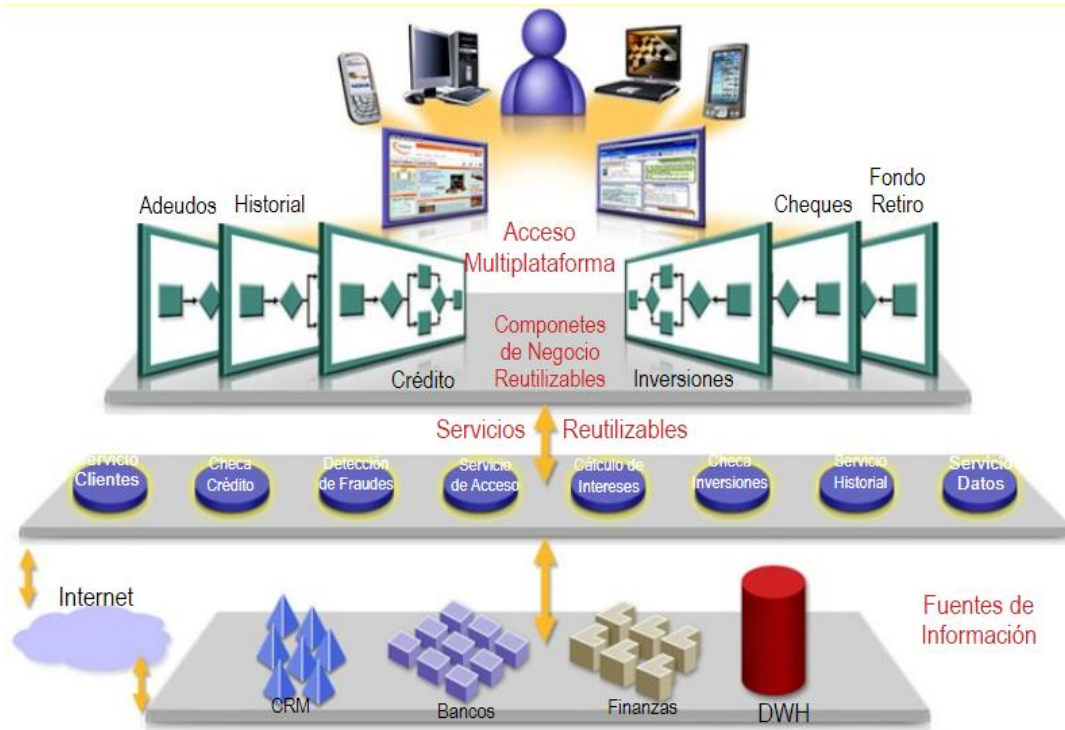 Adeudos
Historial
Cheques
Fondo
Retiro
Acceso
Multiplataforma
Componetes
de Negocio
Reutilizables
Crédito
Inversiones
Servicios
Reutilizables
Servicio
Clientes
Checa
Crédito
Detección
de Fraudes
Servicio
de Acceso
Cálculo de
Intereses
Checa
Inversiones
Servicio
Historial
Servicio
Datos
Internet
Fuentes de
Información
CRM
Bancos
Finanzas
DWH